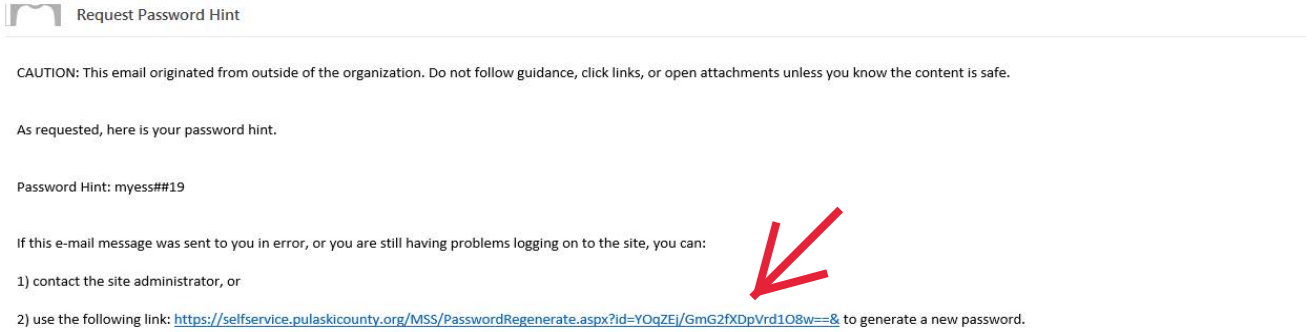 Request Password Hint
CAUTION: This email originated from outside of the organization. Do not follow guidance, click links, or open attachments unless you know the content is safe.
As requested, here is your password hint.
Password Hint: myess##19
If this e-mail message was sent to you in error, or you are still having problems logging on to the site, you can:
1) contact the site administrator, or
2) use the following link: https://selfservice.pulaskicounty.org/MSS/PasswordRegenerate.aspx?id=YOqZEj/GmG2fXDpVrd1O8w==& to generate a new password.